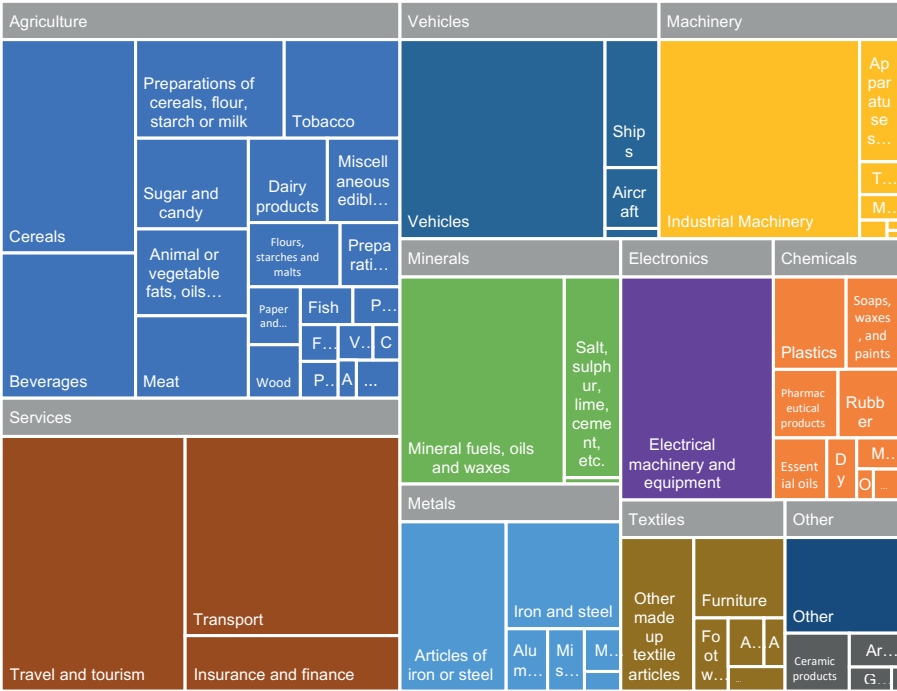 Agriculture
Cereals
Beverages
Preparations of
cereals, flour,
starch or milk
Tobacco
Sugar and
candy
Dairy
products
Miscell
aneous
edibl…
Animal or
vegetable
fats, oils…
Flours,
starches and
malts
Prepa
rati…
Meat
Paper
and…
Fish
P…
F…
V…
C
Wood
P…
A
…
Services
Travel and tourism
Transport
Insurance and finance
Vehicles
Vehicles
Ship
s
Aircr
aft
Machinery
Industrial Machinery
Ap
par
atu
se
s…
T…
M…
Minerals
Mineral fuels, oils
and waxes
Salt,
sulph
ur,
lime,
ceme
nt,
etc.
Metals
Articles of
iron or steel
Iron and steel
Alu
m…
Mi
s…
M…
Electronics
Electrical
machinery and
equipment
Chemicals
Plastics
Soaps,
waxes
, and
paints
Pharmac
eutical
products
Rubb
er
Essent
ial oils
D
y
M…
O
…
Textiles
Other
made
up
textile
articles
Furniture
Fo
ot
w…
A…
A
…
Other
Other
Ceramic
products
Ar…
G…